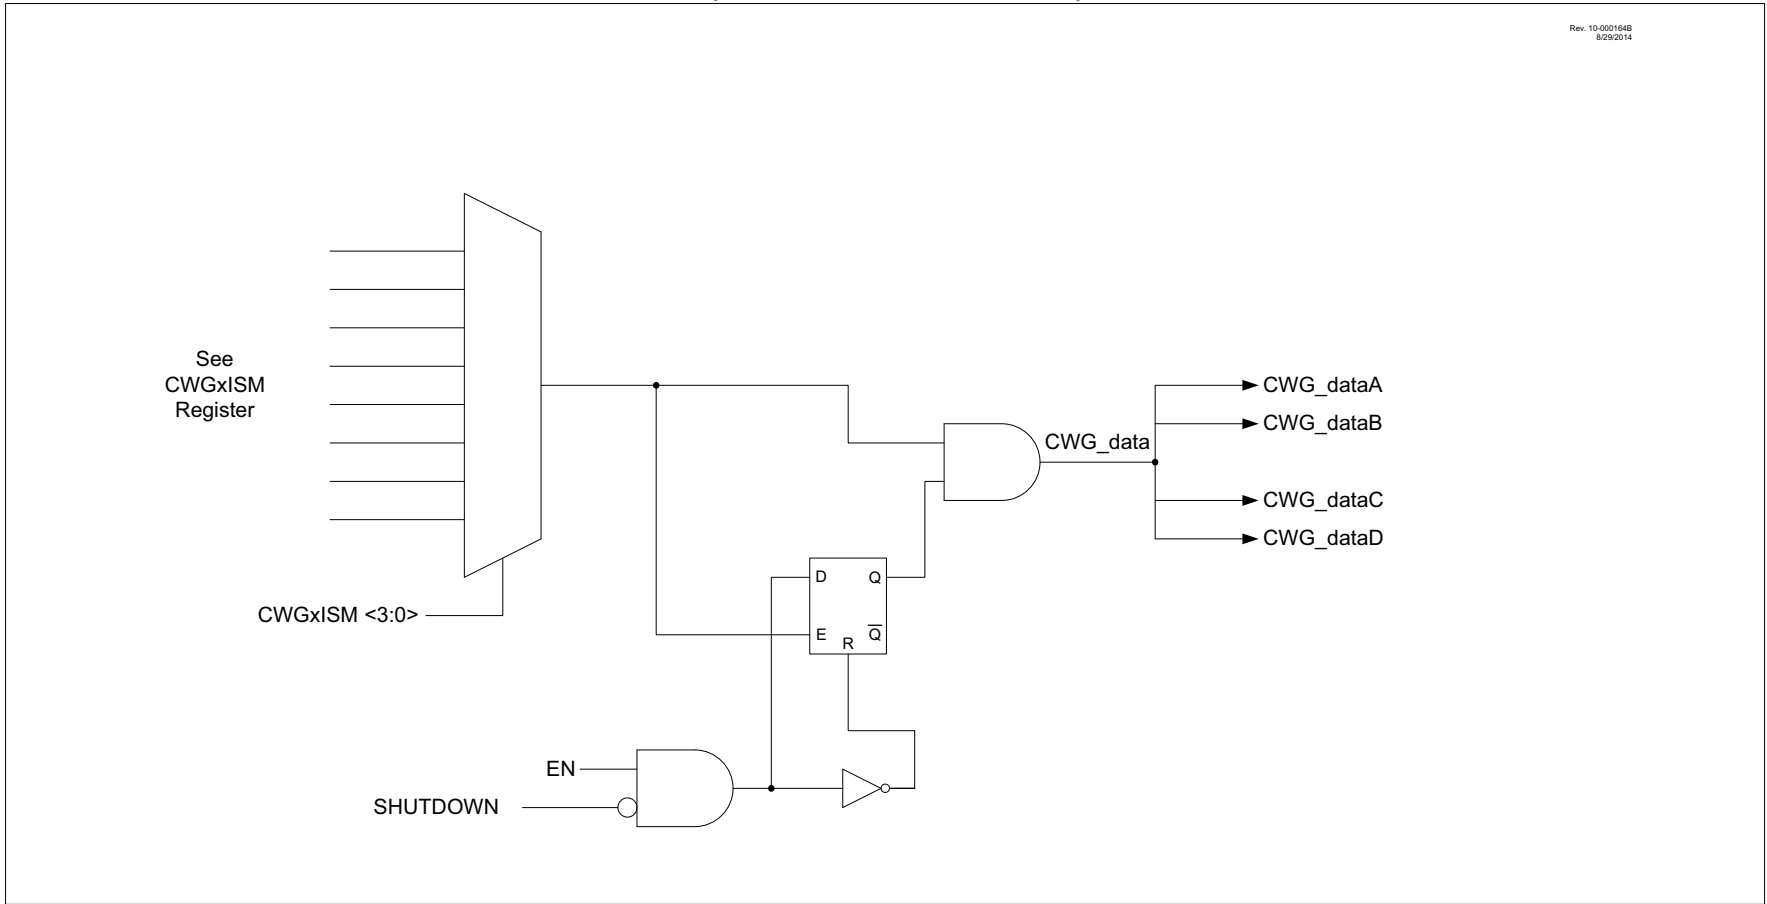 Rev. 10-000164B
8/29/2014
See
CWGxISM
Register
CWGxISM <3:0>
CWG_data
CWG_dataA
CWG_dataB
CWG_dataC
CWG_dataD
D
Q
E
R
Q̅
EN
SHUTDOWN